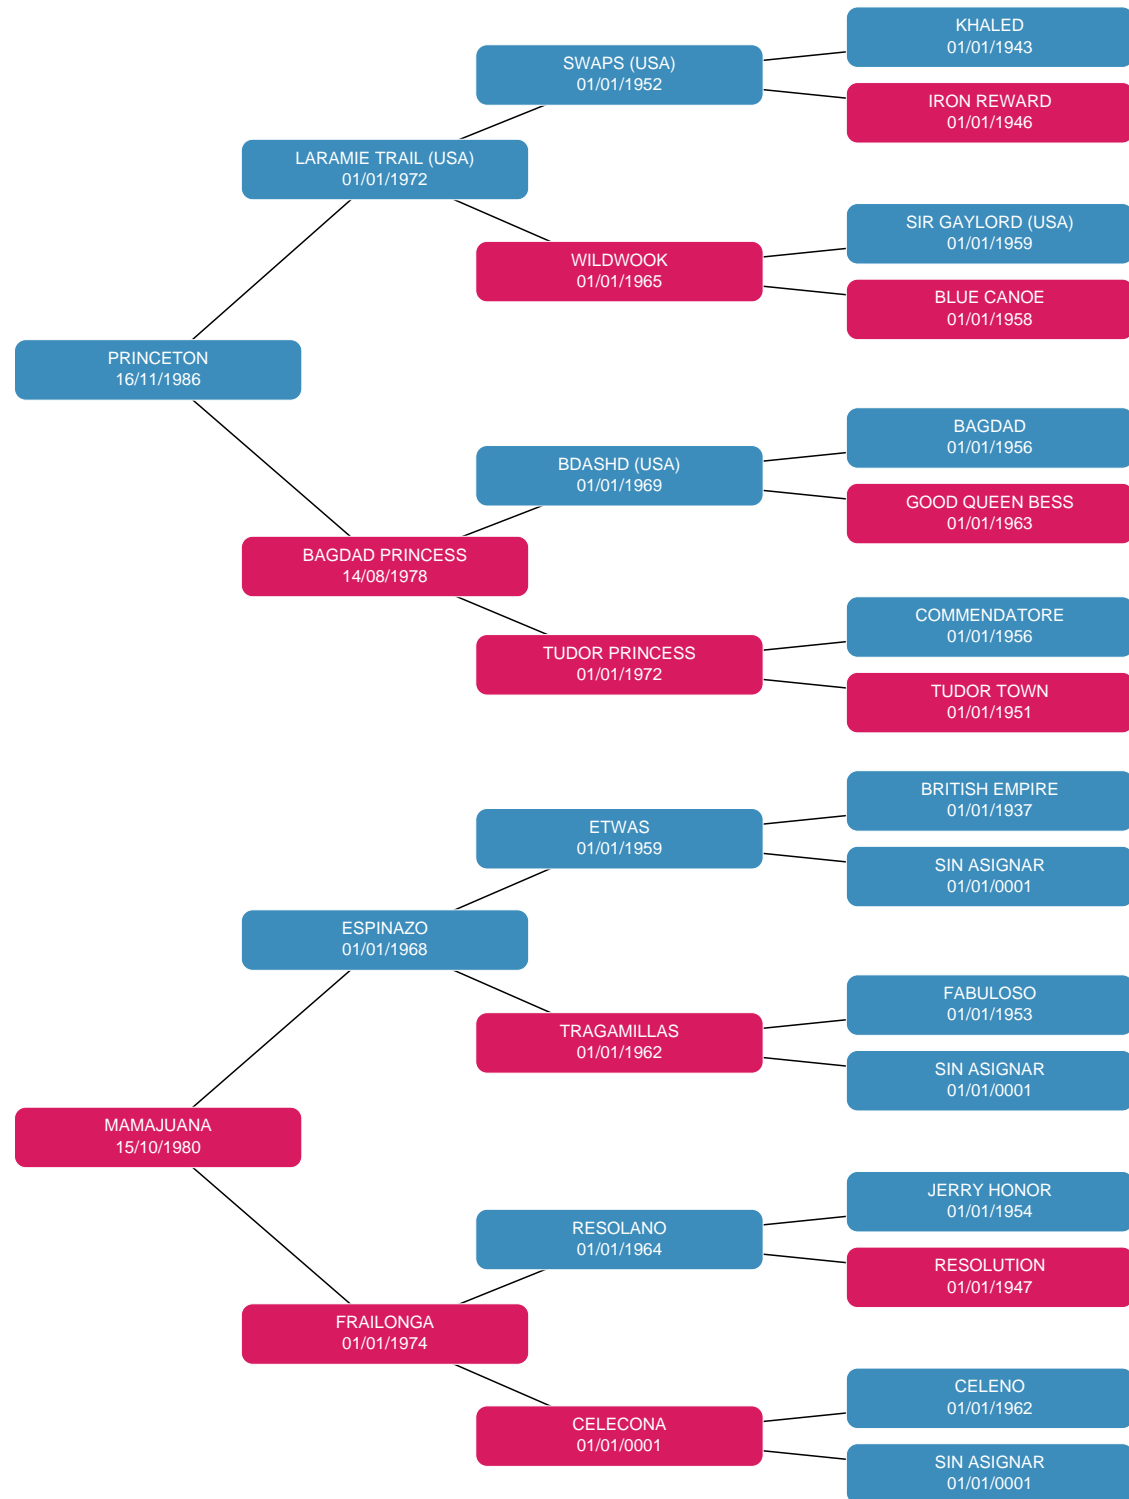 KHALED
01/01/1943
SWAPS (USA)
01/01/1952
IRON REWARD
01/01/1946
LARAMIE TRAIL (USA)
01/01/1972
SIR GAYLORD (USA)
01/01/1959
WILDWOOK
01/01/1965
BLUE CANOE
01/01/1958
PRINCETON
16/11/1986
BAGDAD
01/01/1956
BDASHD (USA)
01/01/1969
GOOD QUEEN BESS
01/01/1963
BAGDAD PRINCESS
14/08/1978
COMMENDATORE
01/01/1956
TUDOR PRINCESS
01/01/1972
TUDOR TOWN
01/01/1951
BRITISH EMPIRE
01/01/1937
ETWAS
01/01/1959
SIN ASIGNAR
01/01/0001
ESPINAZO
01/01/1968
FABULOSO
01/01/1953
TRAGAMILLAS
01/01/1962
SIN ASIGNAR
01/01/0001
MAMAJUANA
15/10/1980
JERRY HONOR
01/01/1954
RESOLANO
01/01/1964
RESOLUTION
01/01/1947
FRAILONGA
01/01/1974
CELENO
01/01/1962
CELECONA
01/01/0001
SIN ASIGNAR
01/01/0001